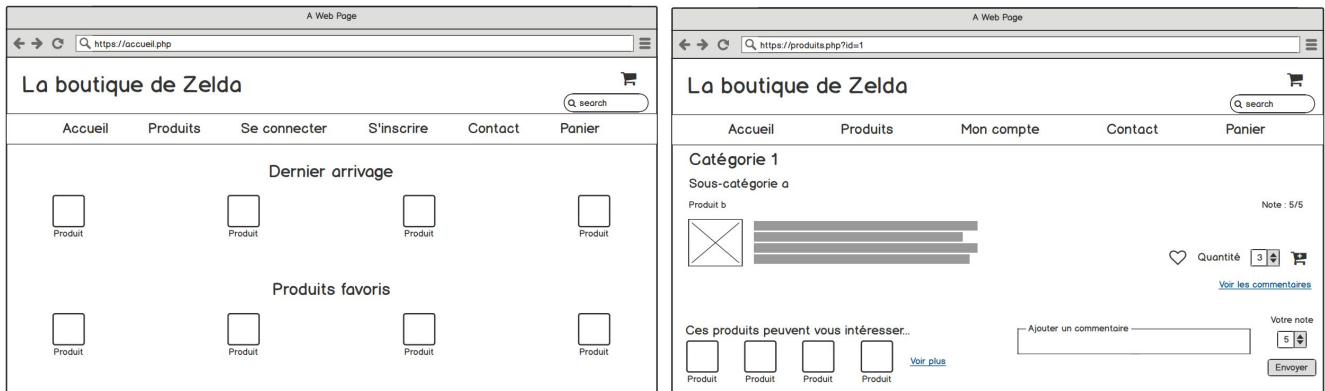 A Web Page
https://accueil.php
La boutique de Zelda
search
Accueil Produits Se connecter S'inscrire Contact Panier
Dernier arrivage
Produit Produit Produit Produit
Produits favoris
Produit Produit Produit Produit
A Web Page
https://produits.php?id=1
La boutique de Zelda
search
Accueil Produits Mon compte Contact Panier
Catégorie 1
Sous-catégorie a
Produit b Note : 5/5
Quantité 3
Voir les commentaires
Ces produits peuvent vous intéresser...
Produit Produit Produit Produit
Voir plus
Ajouter un commentaire
Votre note
5
Envoyer